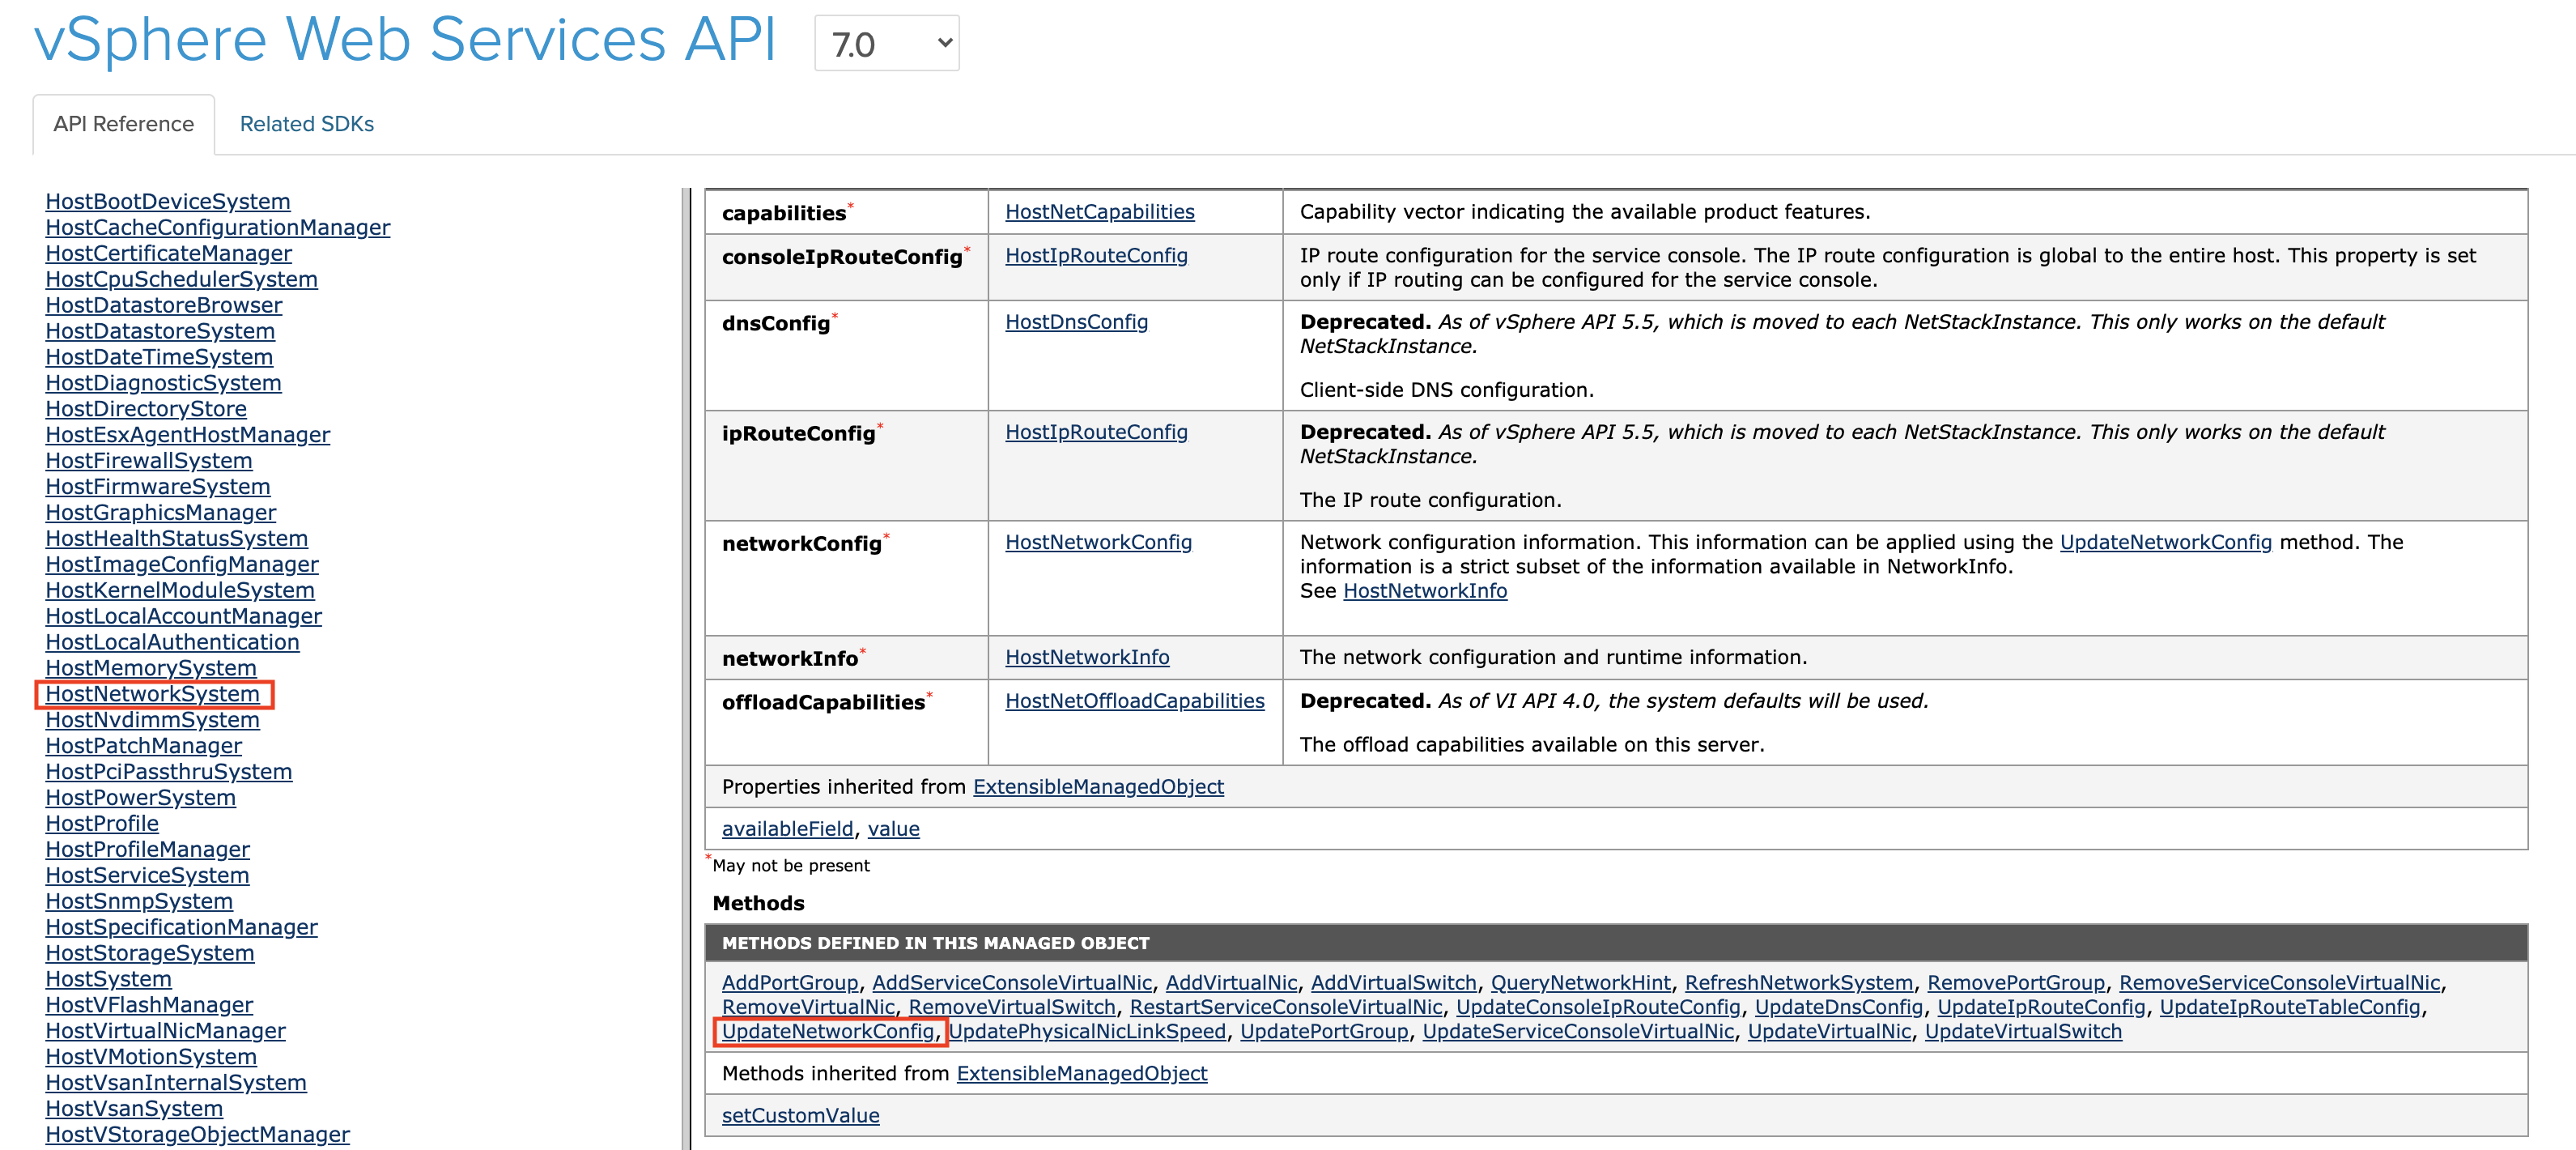 vSphere Web Services API 7.0
API Reference Related SDKs
HostBootDeviceSystem
HostCacheConfigurationManager
HostCertificateManager
HostCpuSchedulerSystem
HostDatastoreBrowser
HostDatastoreSystem
HostDateTimeSystem
HostDiagnosticSystem
HostDirectoryStore
HostEsxAgentHostManager
HostFirewallSystem
HostFirmwareSystem
HostGraphicsManager
HostHealthStatusSystem
HostImageConfigManager
HostKernelModuleSystem
HostLocalAccountManager
HostLocalAuthentication
HostMemorySystem
HostNetworkSystem
HostNvdimmSystem
HostPatchManager
HostPciPassthruSystem
HostPowerSystem
HostProfile
HostProfileManager
HostServiceSystem
HostSnmpSystem
HostSpecificationManager
HostStorageSystem
HostSystem
HostVFlashManager
HostVirtualNicManager
HostVMotionSystem
HostVsanInternalSystem
HostVsanSystem
HostVStorageObjectManager
capabilities* HostNetCapabilities Capability vector indicating the available product features.
consoleIpRouteConfig* HostIpRouteConfig IP route configuration for the service console. The IP route configuration is global to the entire host. This property is set
only if IP routing can be configured for the service console.
dnsConfig* HostDnsConfig Deprecated. As of vSphere API 5.5, which is moved to each NetStackInstance. This only works on the default
NetStackInstance.
Client-side DNS configuration.
ipRouteConfig* HostIpRouteConfig Deprecated. As of vSphere API 5.5, which is moved to each NetStackInstance. This only works on the default
NetStackInstance.
The IP route configuration.
networkConfig* HostNetworkConfig Network configuration information. This information can be applied using the UpdateNetworkConfig method. The
information is a strict subset of the information available in NetworkInfo.
See HostNetworkInfo
networkInfo* HostNetworkInfo The network configuration and runtime information.
offloadCapabilities* HostNetOffloadCapabilities Deprecated. As of VI API 4.0, the system defaults will be used.
The offload capabilities available on this server.
Properties inherited from ExtensibleManagedObject
availableField, value
*May not be present
Methods
METHODS DEFINED IN THIS MANAGED OBJECT
AddPortGroup, AddServiceConsoleVirtualNic, AddVirtualNic, AddVirtualSwitch, QueryNetworkHint, RefreshNetworkSystem, RemovePortGroup, RemoveServiceConsoleVirtualNic,
RemoveVirtualNic, RemoveVirtualSwitch, RestartServiceConsoleVirtualNic, UpdateConsoleIpRouteConfig, UpdateDnsConfig, UpdateIpRouteConfig, UpdateIpRouteTableConfig,
UpdateNetworkConfig, UpdatePhysicalNicLinkSpeed, UpdatePortGroup, UpdateServiceConsoleVirtualNic, UpdateVirtualNic, UpdateVirtualSwitch
Methods inherited from ExtensibleManagedObject
setCustomValue